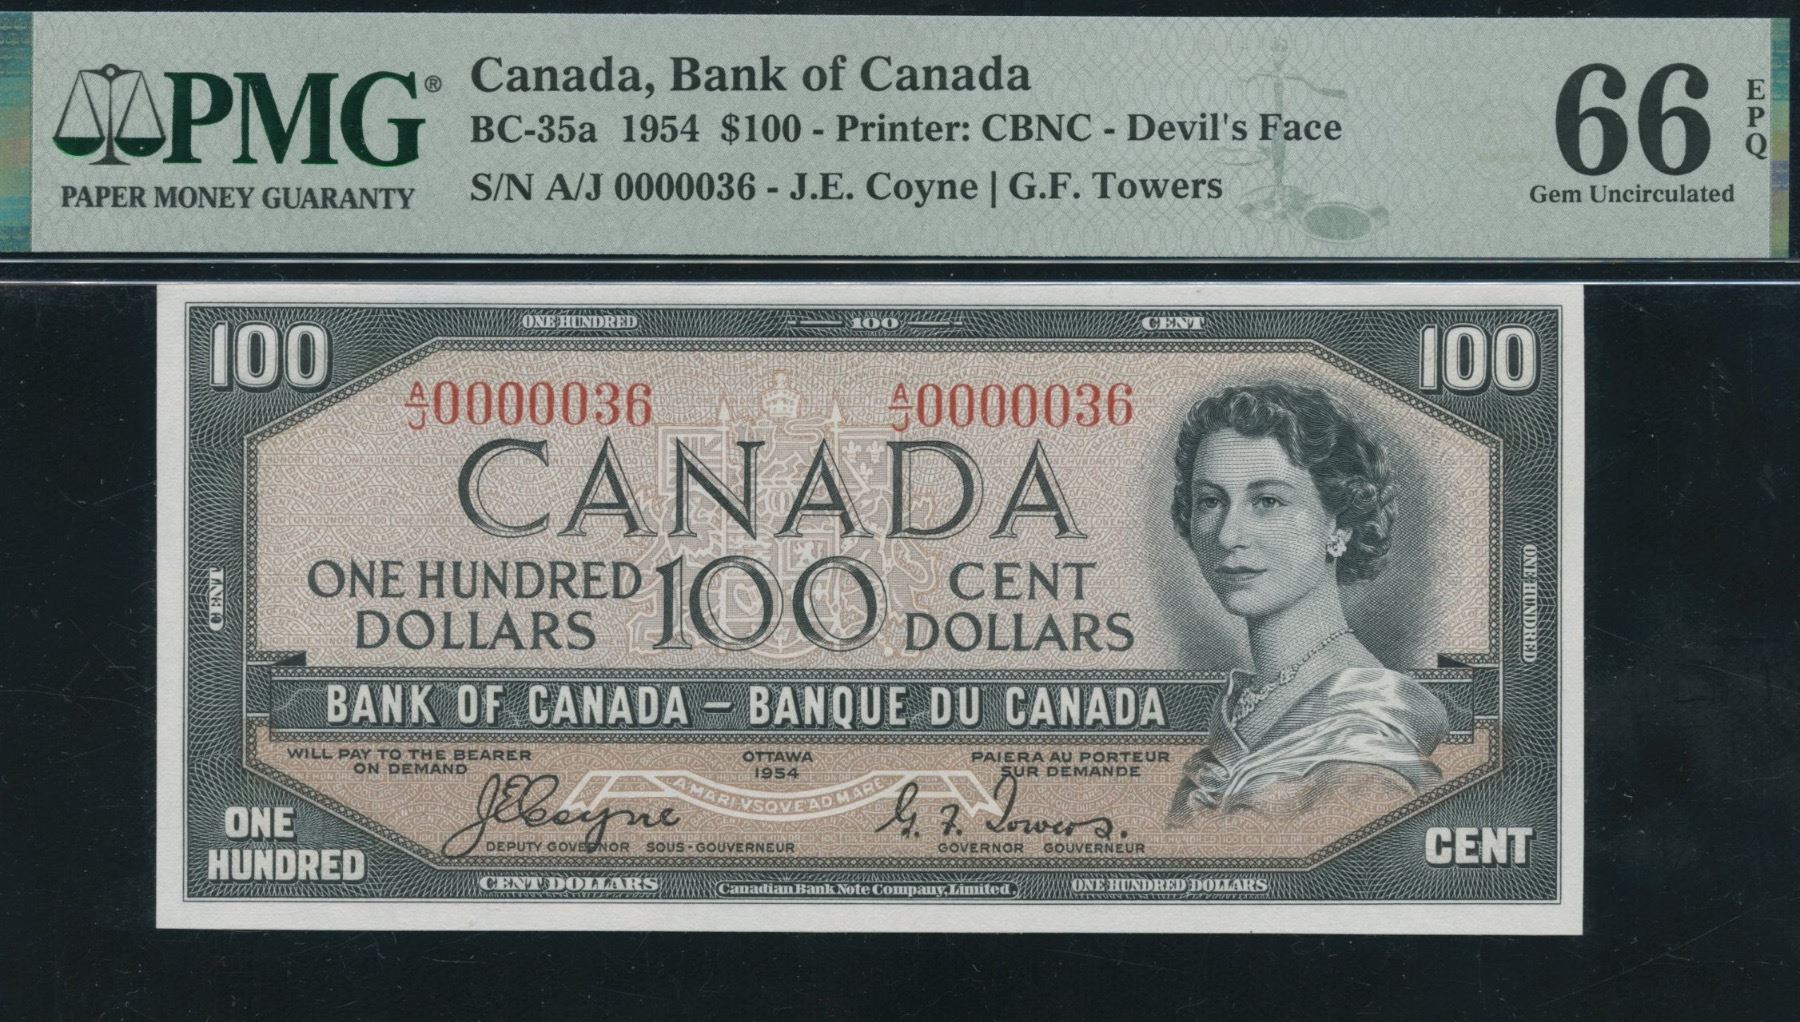 PMG®
PAPER MONEY GUARANTY
Canada, Bank of Canada
BC-35a 1954 $100 - Printer: CBNC - Devil's Face
S/N A/J 0000036 - J.E. Coyne | G.F. Towers
66 EPQ
Gem Uncirculated
ONE HUNDRED 100 CENT
100 100
A/J 0000036 A/J 0000036
CANADA
ONE HUNDRED DOLLARS
100
CENT DOLLARS
CENT
ONE HUNDRED
BANK OF CANADA – BANQUE DU CANADA
WILL PAY TO THE BEARER ON DEMAND
OTTAWA
1954
PAIERA AU PORTEUR SUR DEMANDE
A MARI VSQVE AD MARE
J E Coyne
G. F. Towers.
DEPUTY GOVERNOR SOUS-GOUVERNEUR
GOVERNOR GOUVERNEUR
ONE HUNDRED
CENT
CENT DOLLARS
Canadian Bank Note Company, Limited.
ONE HUNDRED DOLLARS